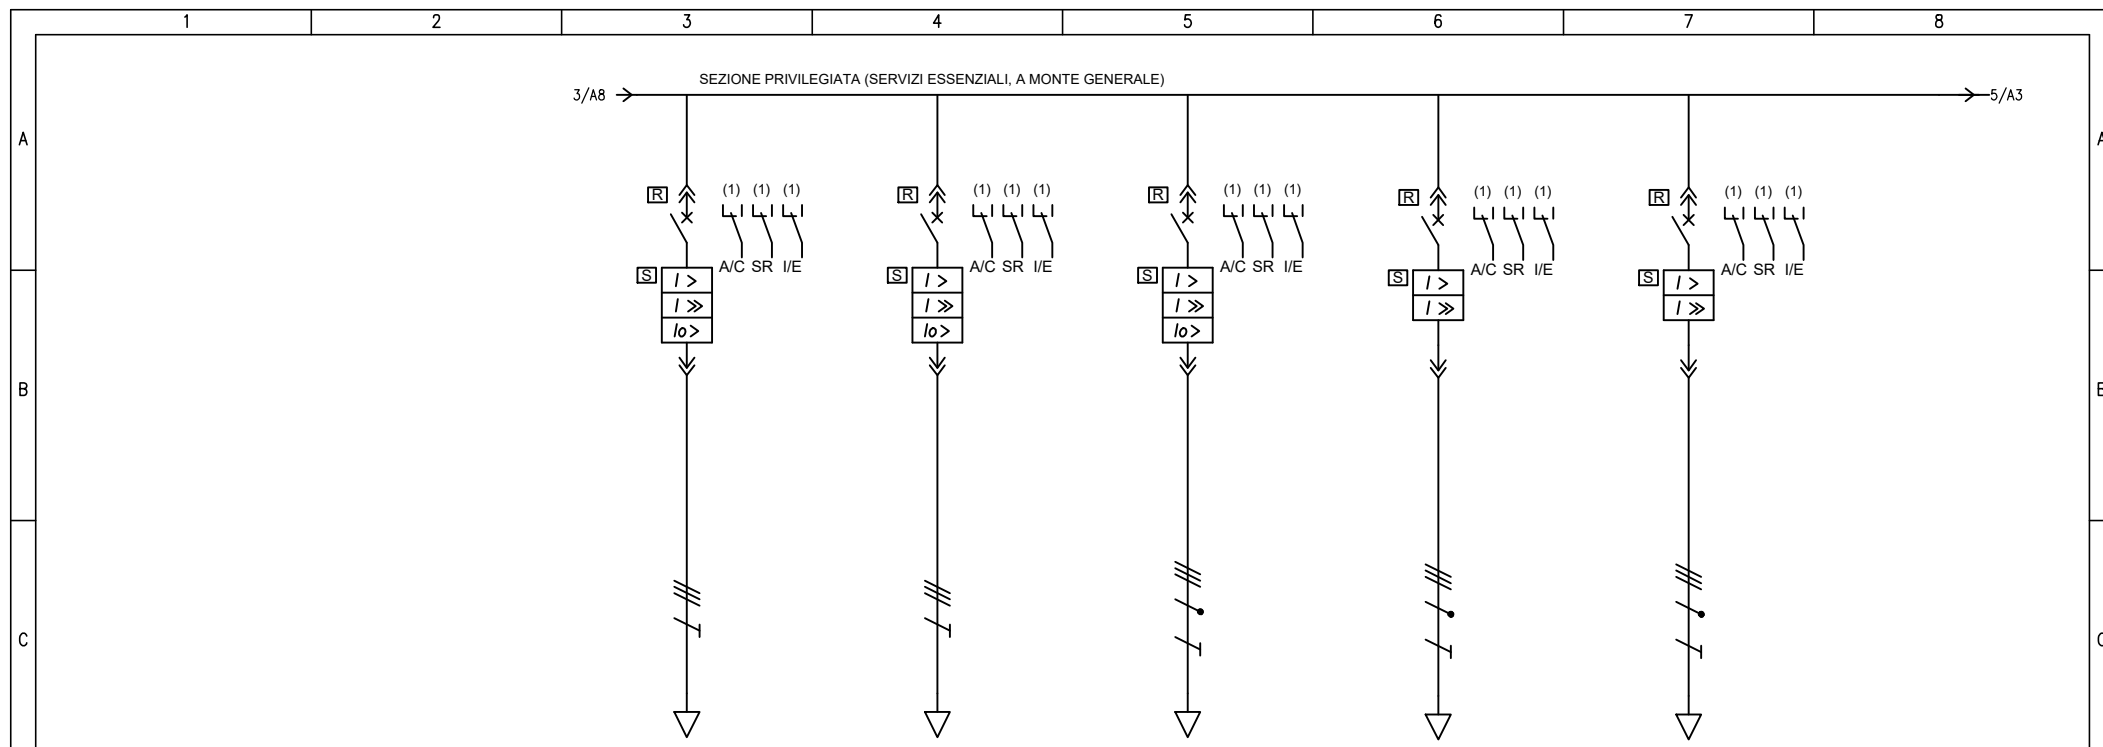 1 2 3 4 5 6 7 8
SEZIONE PRIVILEGIATA (SERVIZI ESSENZIALI, A MONTE GENERALE)
3/A8 5/A3
A A
R (1) (1) (1) R (1) (1) (1) R (1) (1) (1) R (1) (1) (1) R (1) (1) (1)
A/C SR I/E A/C SR I/E A/C SR I/E A/C SR I/E A/C SR I/E
S I > S I > S I > S I > S I >
I >> I >> I >> I >> I >>
Io> Io> Io>
B
C